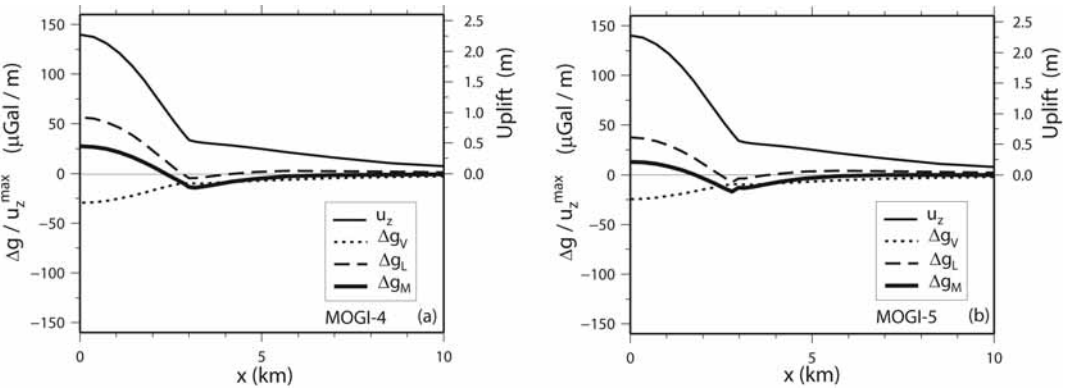 150
100
50
0
−50
−100
−150
Δg / u_z^max (μGal / m)
2.5
2.0
1.5
1.0
0.5
0.0
Uplift (m)
u_z
Δg_V
Δg_L
Δg_M
MOGI-4 (a)
0 5 10
x (km)
150
100
50
0
−50
−100
−150
Δg / u_z^max (μGal / m)
2.5
2.0
1.5
1.0
0.5
0.0
Uplift (m)
u_z
Δg_V
Δg_L
Δg_M
MOGI-5 (b)
0 5 10
x (km)